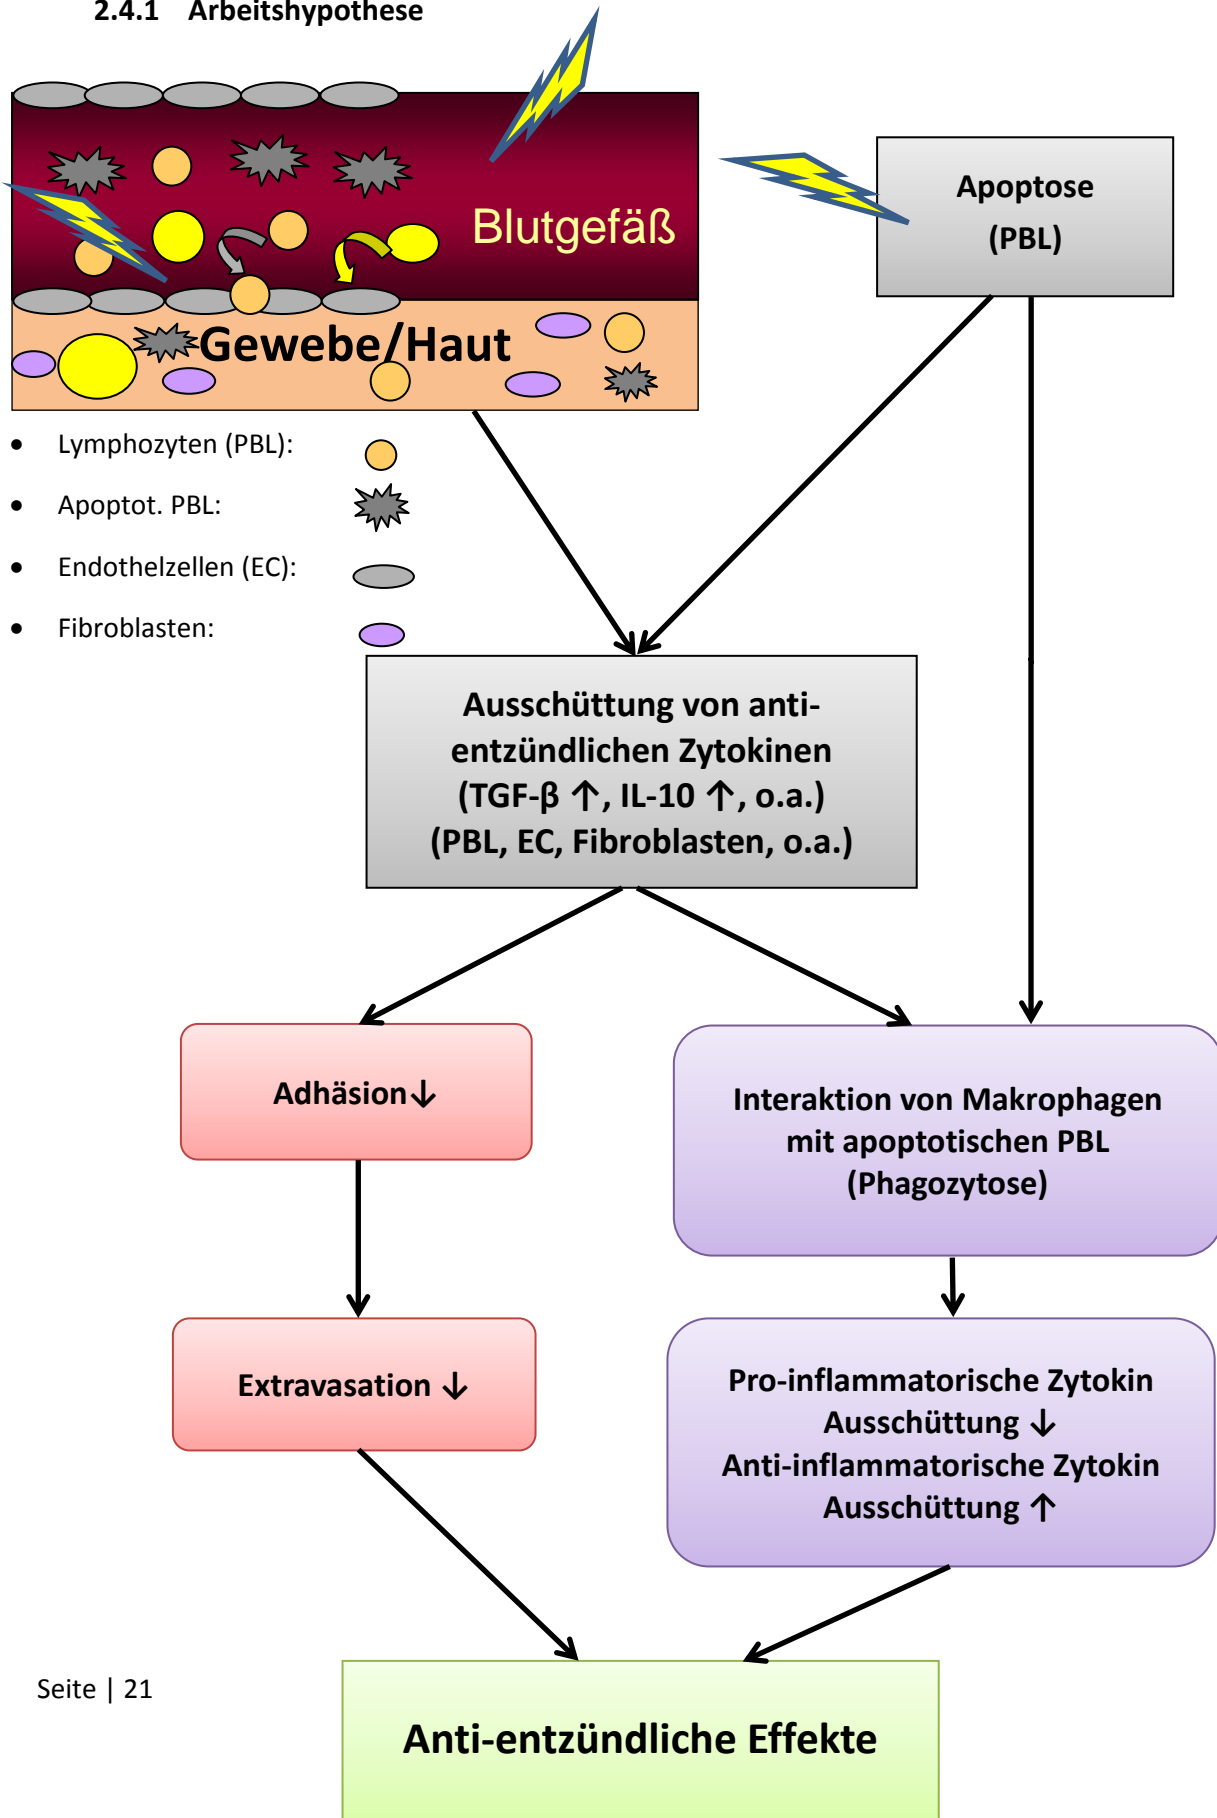 2.4.1 Arbeitshypothese
Blutgefäß
Gewebe/Haut
Apoptose
(PBL)
• Lymphozyten (PBL):
• Apoptot. PBL:
• Endothelzellen (EC):
• Fibroblasten:
Ausschüttung von anti-
entzündlichen Zytokinen
(TGF-β ↑, IL-10 ↑, o.a.)
(PBL, EC, Fibroblasten, o.a.)
Adhäsion↓
Interaktion von Makrophagen
mit apoptotischen PBL
(Phagozytose)
Extravasation ↓
Pro-inflammatorische Zytokin
Ausschüttung ↓
Anti-inflammatorische Zytokin
Ausschüttung ↑
Seite | 21
Anti-entzündliche Effekte